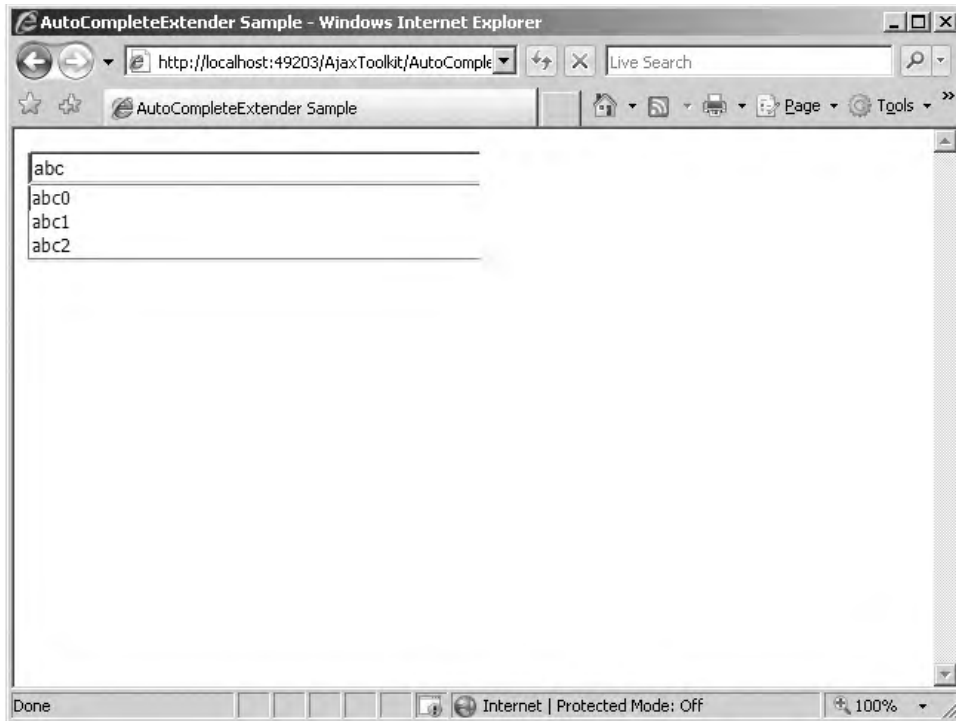 AutoCompleteExtender Sample - Windows Internet Explorer
http://localhost:49203/AjaxToolkit/AutoComple
Live Search
AutoCompleteExtender Sample
Page
Tools
abc
abc0
abc1
abc2
Done
Internet | Protected Mode: Off
100%